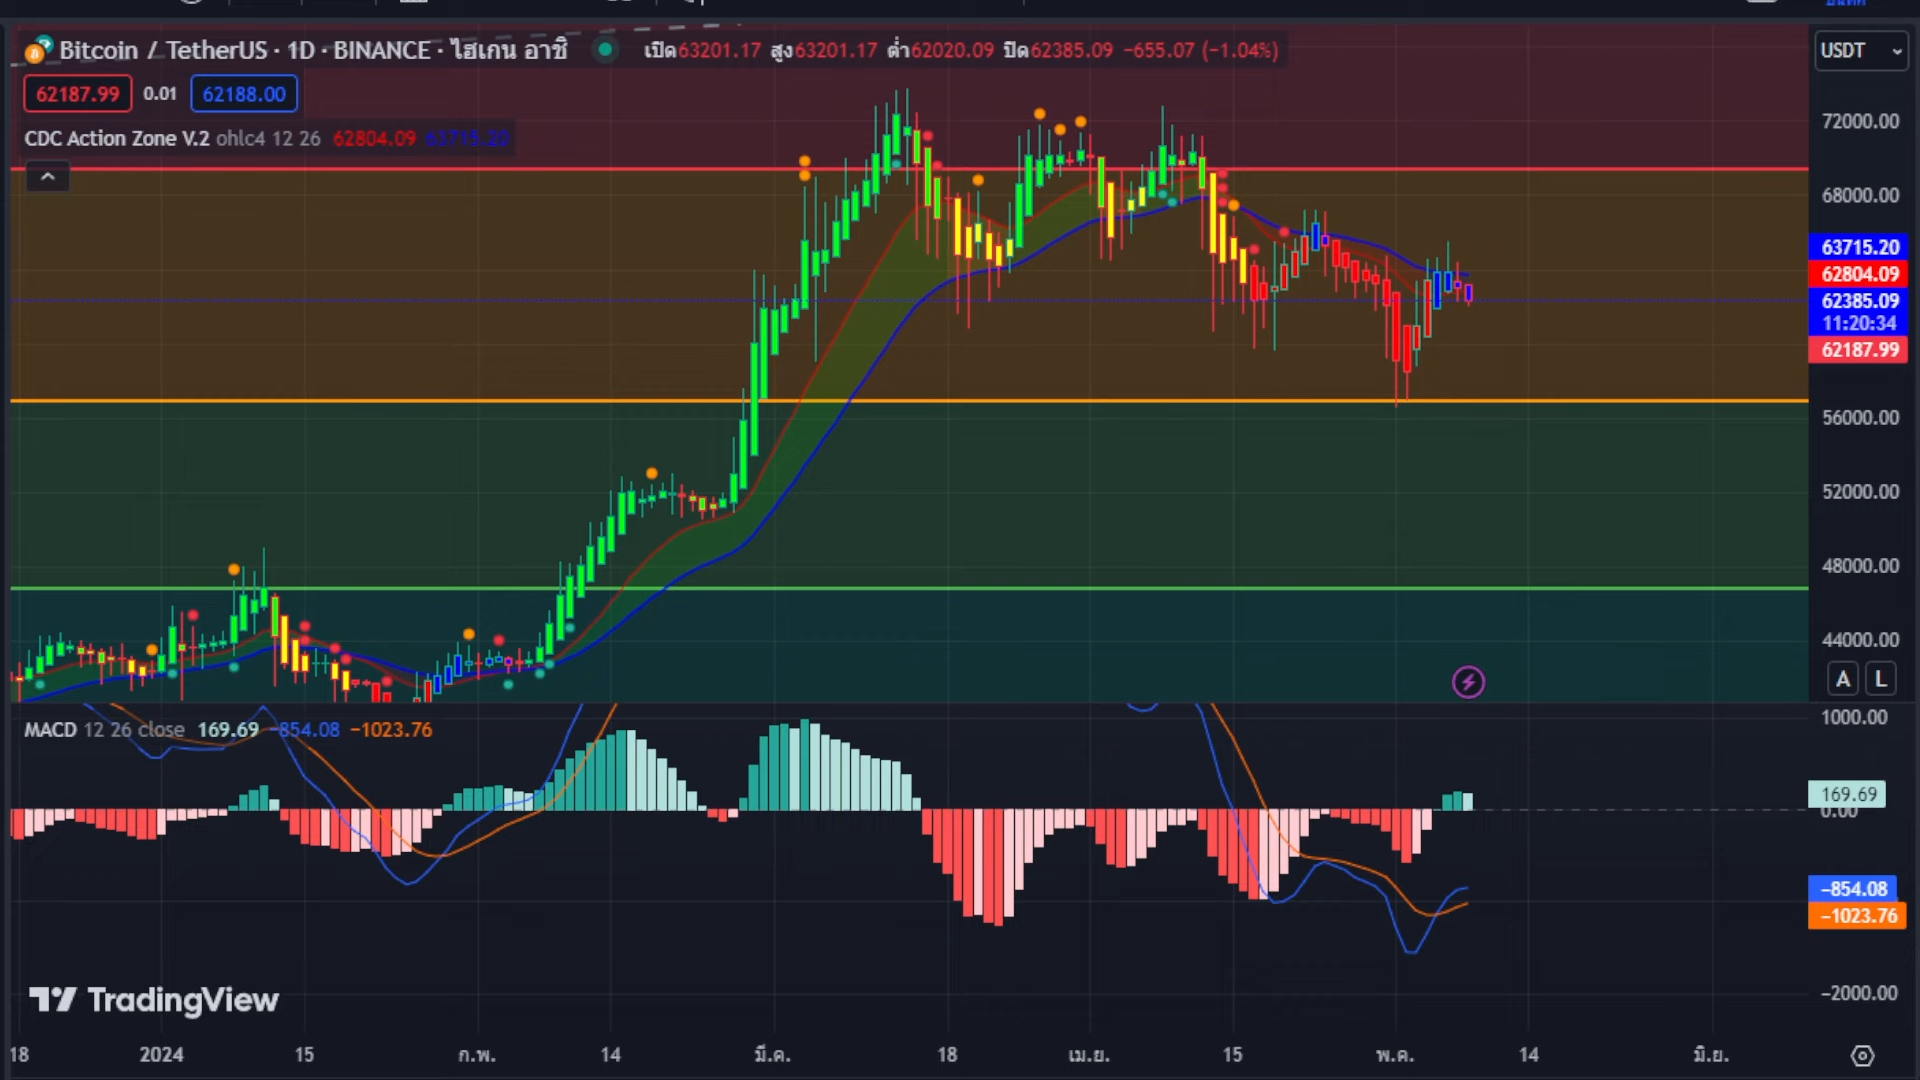 Bitcoin / TetherUS · 1D · BINANCE · ไฮเกน อาชิ เปิด63201.17 สูง63201.17 ต่ำ62020.09 ปิด62385.09 −655.07 (−1.04%)
USDT
62187.99 0.01 62188.00
CDC Action Zone V.2 ohlc4 12 26 62804.09 63715.20
72000.00
68000.00
63715.20
62804.09
62385.09
11:20:34
62187.99
56000.00
52000.00
48000.00
44000.00
A L
MACD 12 26 close 169.69 −854.08 −1023.76
1000.00
169.69
0.00
−854.08
−1023.76
−2000.00
TradingView
18 2024 15 ก.พ. 14 มี.ค. 18 เม.ย. 15 พ.ค. 14 มิ.ย.